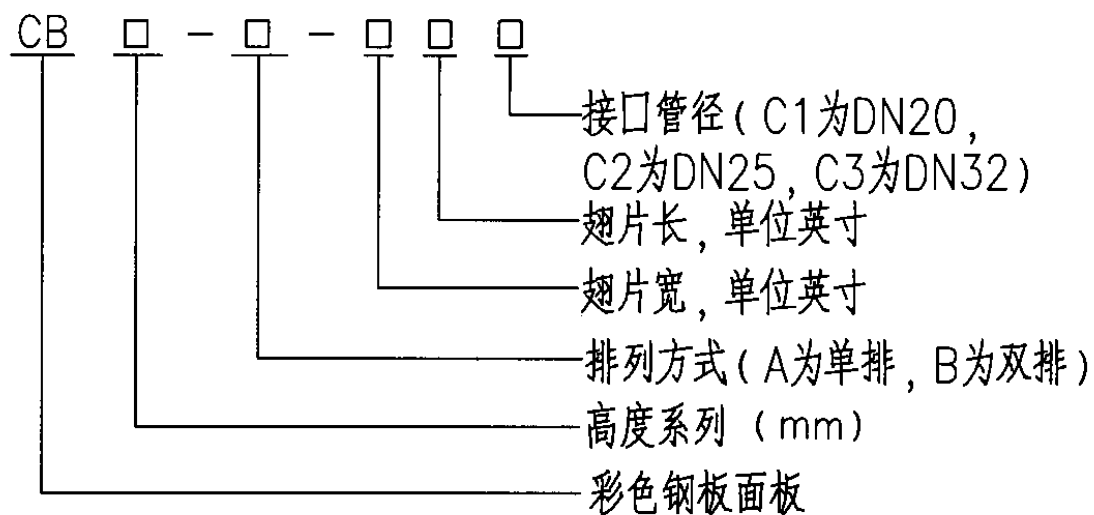 CB □ - □ - □ □ □
接口管径(C1为DN20,
C2为DN25,C3为DN32)
翅片长,单位英寸
翅片宽,单位英寸
排列方式(A为单排,B为双排)
高度系列(mm)
彩色钢板面板